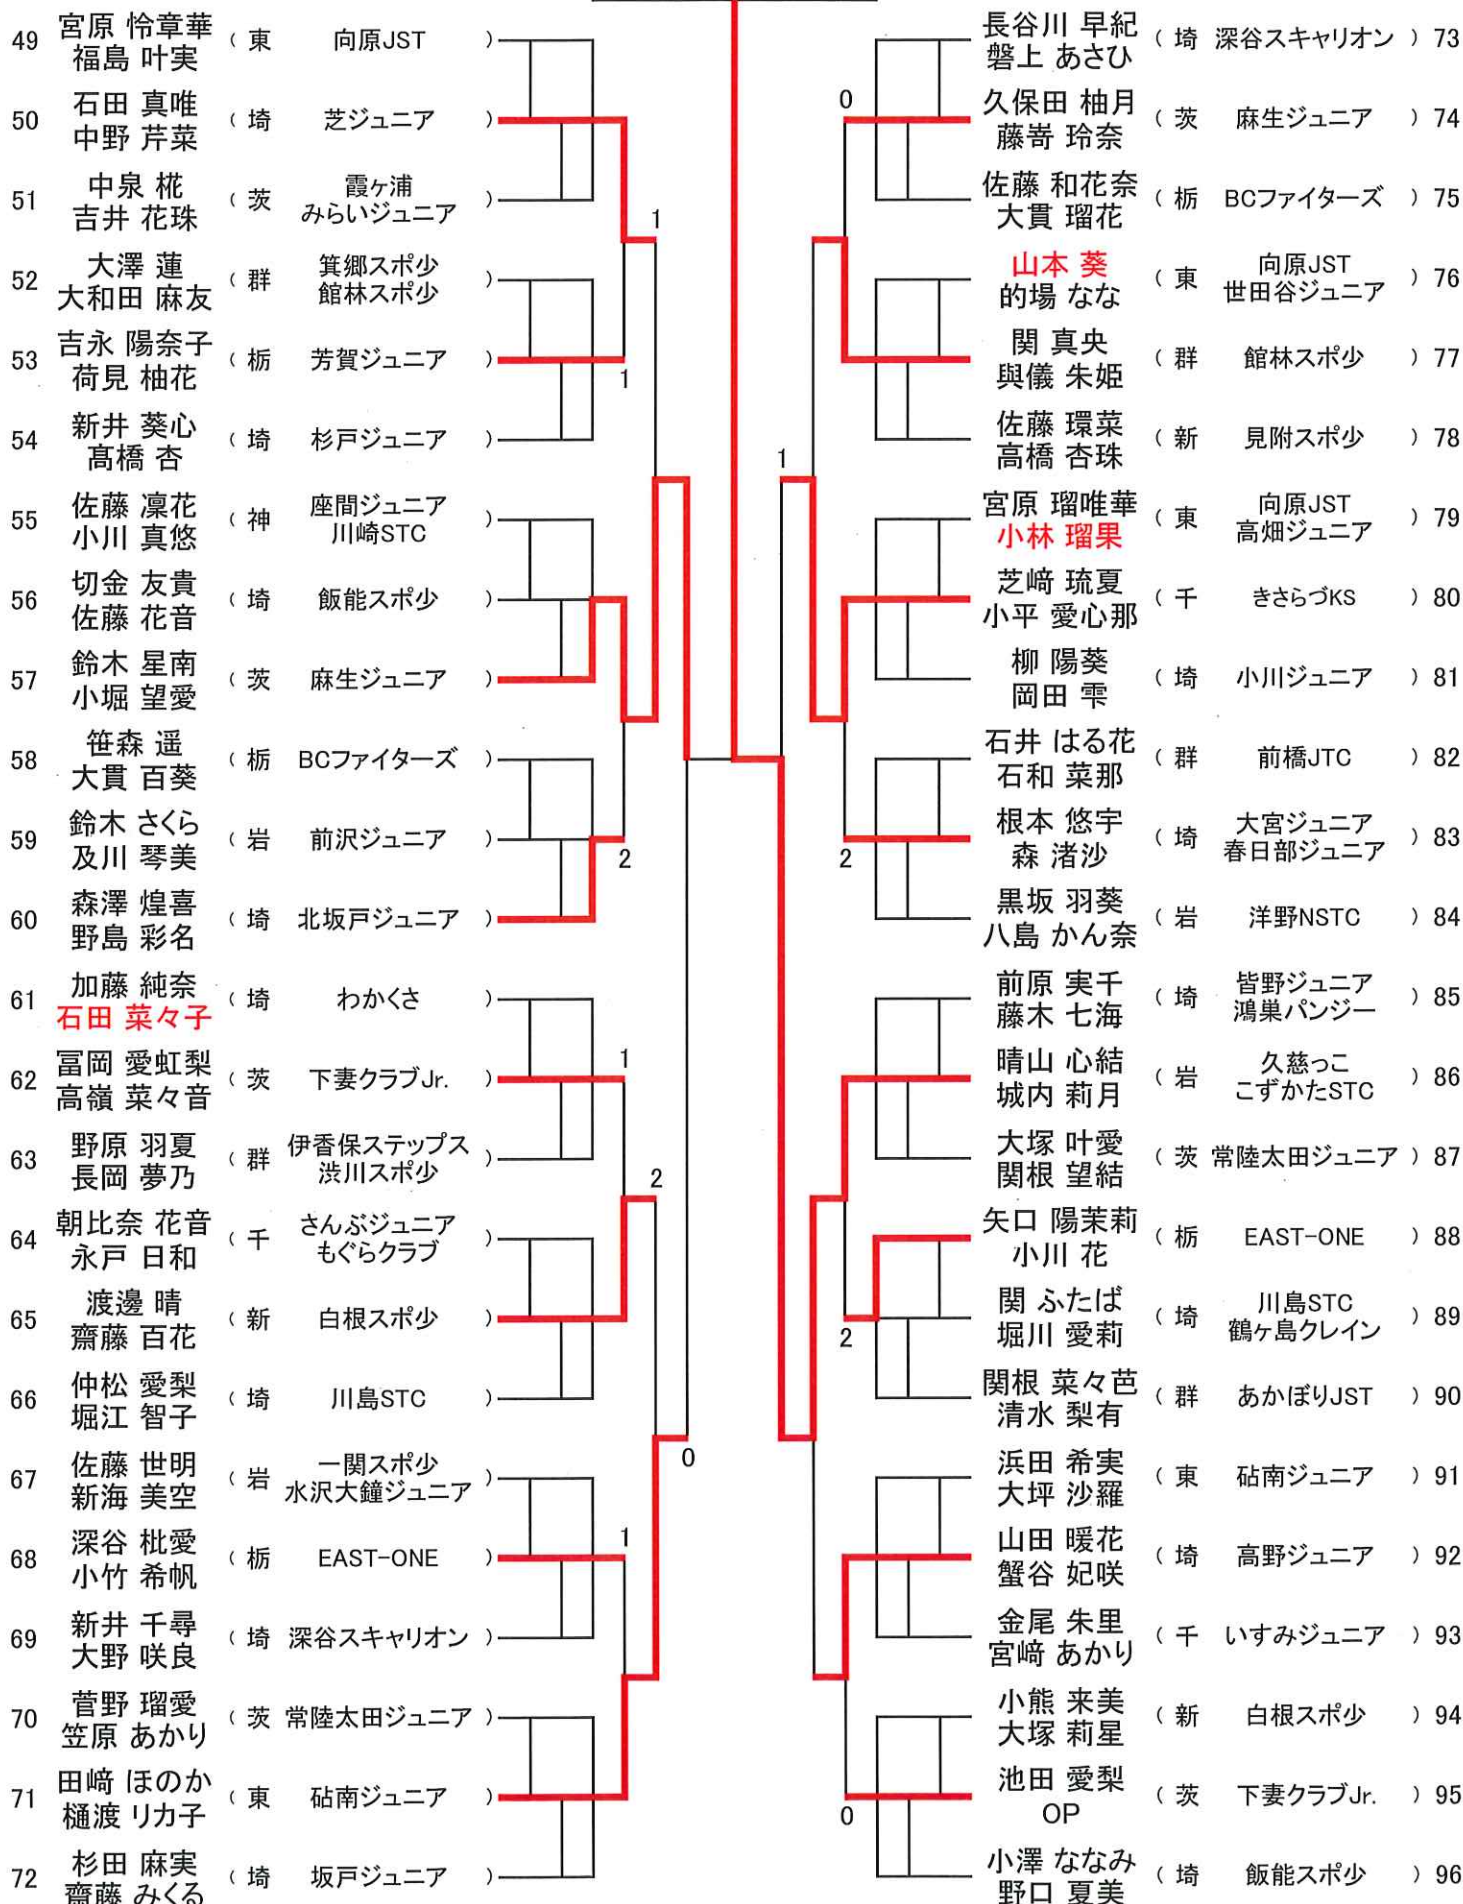 49 宮原 怜章華 福島 叶実 （ 東 向原JST ）
50 石田 真唯 中野 芹菜 （ 埼 芝ジュニア ）
51 中泉 椛 吉井 花珠 （ 茨 霞ヶ浦 みらいジュニア ）
1
52 大澤 蓮 大和田 麻友 （ 群 箕郷スポ少 館林スポ少 ）
53 吉永 陽奈子 荷見 柚花 （ 栃 芳賀ジュニア ）
1
54 新井 葵心 髙橋 杏 （ 埼 杉戸ジュニア ）
55 佐藤 凜花 小川 真悠 （ 神 座間ジュニア 川崎STC ）
56 切金 友貴 佐藤 花音 （ 埼 飯能スポ少 ）
57 鈴木 星南 小堀 望愛 （ 茨 麻生ジュニア ）
58 笹森 遥 大貫 百葵 （ 栃 BCファイターズ ）
59 鈴木 さくら 及川 琴美 （ 岩 前沢ジュニア ）
2
60 森澤 煌喜 野島 彩名 （ 埼 北坂戸ジュニア ）
61 加藤 純奈 石田 菜々子 （ 埼 わかくさ ）
1
62 冨岡 愛虹梨 高嶺 菜々音 （ 茨 下妻クラブJr. ）
63 野原 羽夏 長岡 夢乃 （ 群 伊香保ステップス 渋川スポ少 ）
2
64 朝比奈 花音 永戸 日和 （ 千 さんぶジュニア もぐらクラブ ）
65 渡邊 晴 齋藤 百花 （ 新 白根スポ少 ）
66 仲松 愛梨 堀江 智子 （ 埼 川島STC ）
0
67 佐藤 世明 新海 美空 （ 岩 一関スポ少 水沢大鐘ジュニア ）
1
68 深谷 枇愛 小竹 希帆 （ 栃 EAST-ONE ）
69 新井 千尋 大野 咲良 （ 埼 深谷スキャリオン ）
70 菅野 瑠愛 笠原 あかり （ 茨 常陸太田ジュニア ）
71 田﨑 ほのか 樋渡 リカ子 （ 東 砧南ジュニア ）
72 杉田 麻実 齋藤 みくる （ 埼 坂戸ジュニア ）
長谷川 早紀 磐上 あさひ （ 埼 深谷スキャリオン ） 73
0
久保田 柚月 藤嵜 玲奈 （ 茨 麻生ジュニア ） 74
佐藤 和花奈 大貫 瑠花 （ 栃 BCファイターズ ） 75
山本 葵 的場 なな （ 東 向原JST 世田谷ジュニア ） 76
関 真央 與儀 朱姫 （ 群 館林スポ少 ） 77
佐藤 環菜 高橋 杏珠 （ 新 見附スポ少 ） 78
1
宮原 瑠唯華 小林 瑠果 （ 東 向原JST 高畑ジュニア ） 79
芝﨑 琉夏 小平 愛心那 （ 千 きさらづKS ） 80
柳 陽葵 岡田 雫 （ 埼 小川ジュニア ） 81
石井 はる花 石和 菜那 （ 群 前橋JTC ） 82
根本 悠宇 森 渚沙 （ 埼 大宮ジュニア 春日部ジュニア ） 83
2
黒坂 羽葵 八島 かん奈 （ 岩 洋野NSTC ） 84
前原 実千 藤木 七海 （ 埼 皆野ジュニア 鴻巣パンジー ） 85
晴山 心結 城内 莉月 （ 岩 久慈っこ こずかたSTC ） 86
大塚 叶愛 関根 望結 （ 茨 常陸太田ジュニア ） 87
矢口 陽茉莉 小川 花 （ 栃 EAST-ONE ） 88
関 ふたば 堀川 愛莉 （ 埼 川島STC 鶴ヶ島クレイン ） 89
2
関根 菜々芭 清水 梨有 （ 群 あかぼりJST ） 90
浜田 希実 大坪 沙羅 （ 東 砧南ジュニア ） 91
山田 暖花 蟹谷 妃咲 （ 埼 高野ジュニア ） 92
金尾 朱里 宮﨑 あかり （ 千 いすみジュニア ） 93
小熊 来美 大塚 莉星 （ 新 白根スポ少 ） 94
池田 愛梨 OP （ 茨 下妻クラブJr. ） 95
0
小澤 ななみ 野口 夏美 （ 埼 飯能スポ少 ） 96